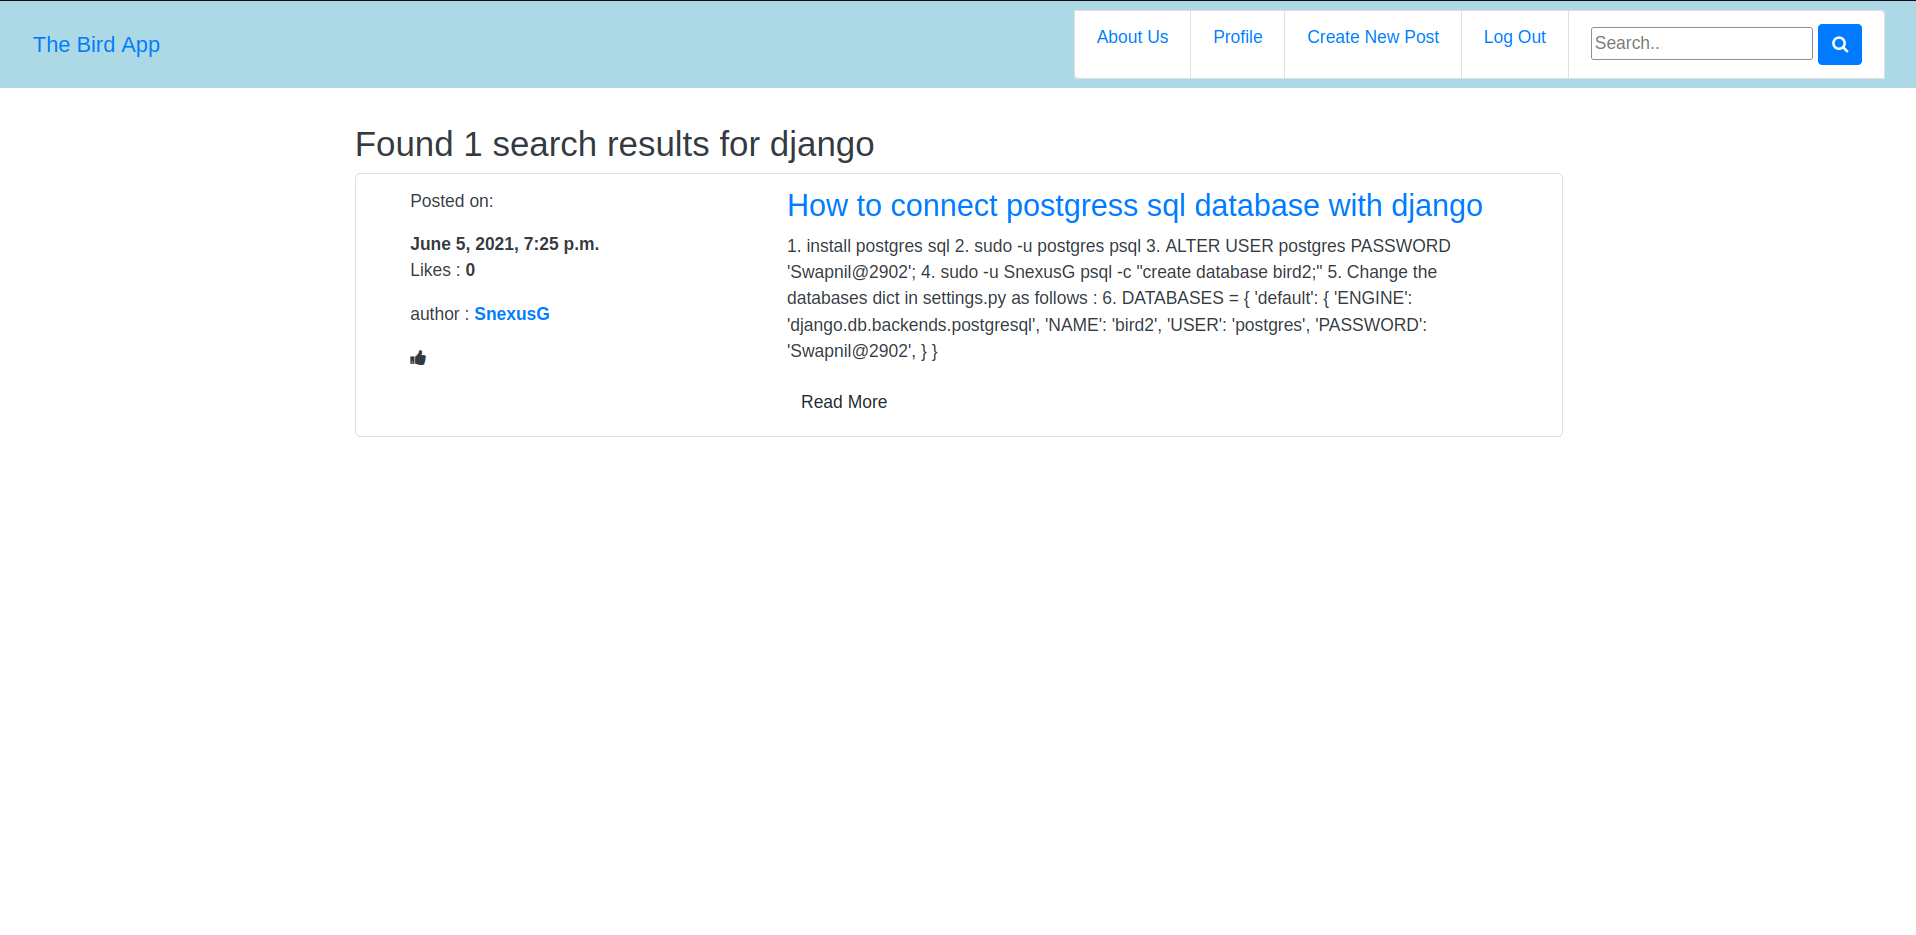 The Bird App
About Us
Profile
Create New Post
Log Out
Search..
Found 1 search results for django
Posted on:
June 5, 2021, 7:25 p.m.
Likes : 0
author : SnexusG
How to connect postgress sql database with django
1. install postgres sql 2. sudo -u postgres psql 3. ALTER USER postgres PASSWORD
'Swapnil@2902'; 4. sudo -u SnexusG psql -c "create database bird2;" 5. Change the
databases dict in settings.py as follows : 6. DATABASES = { 'default': { 'ENGINE':
'django.db.backends.postgresql', 'NAME': 'bird2', 'USER': 'postgres', 'PASSWORD':
'Swapnil@2902', } }
Read More